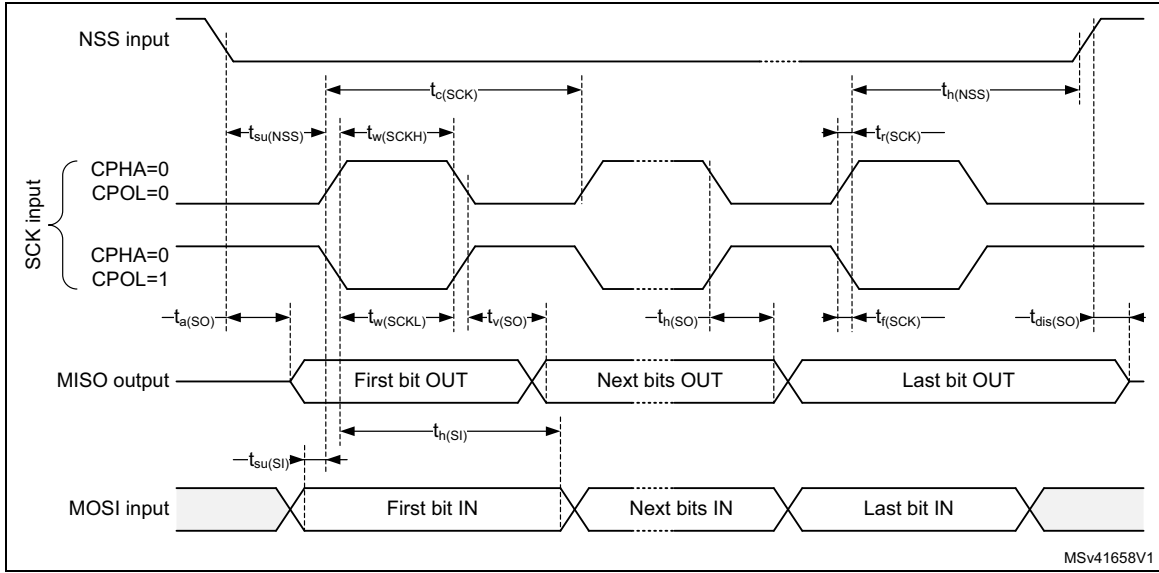 NSS input
tc(SCK)
th(NSS)
tsu(NSS)
tw(SCKH)
tr(SCK)
SCK input
CPHA=0
CPOL=0
CPHA=0
CPOL=1
ta(SO)
tw(SCKL)
tv(SO)
th(SO)
tf(SCK)
tdis(SO)
MISO output
First bit OUT
Next bits OUT
Last bit OUT
th(SI)
tsu(SI)
MOSI input
First bit IN
Next bits IN
Last bit IN
MSv41658V1